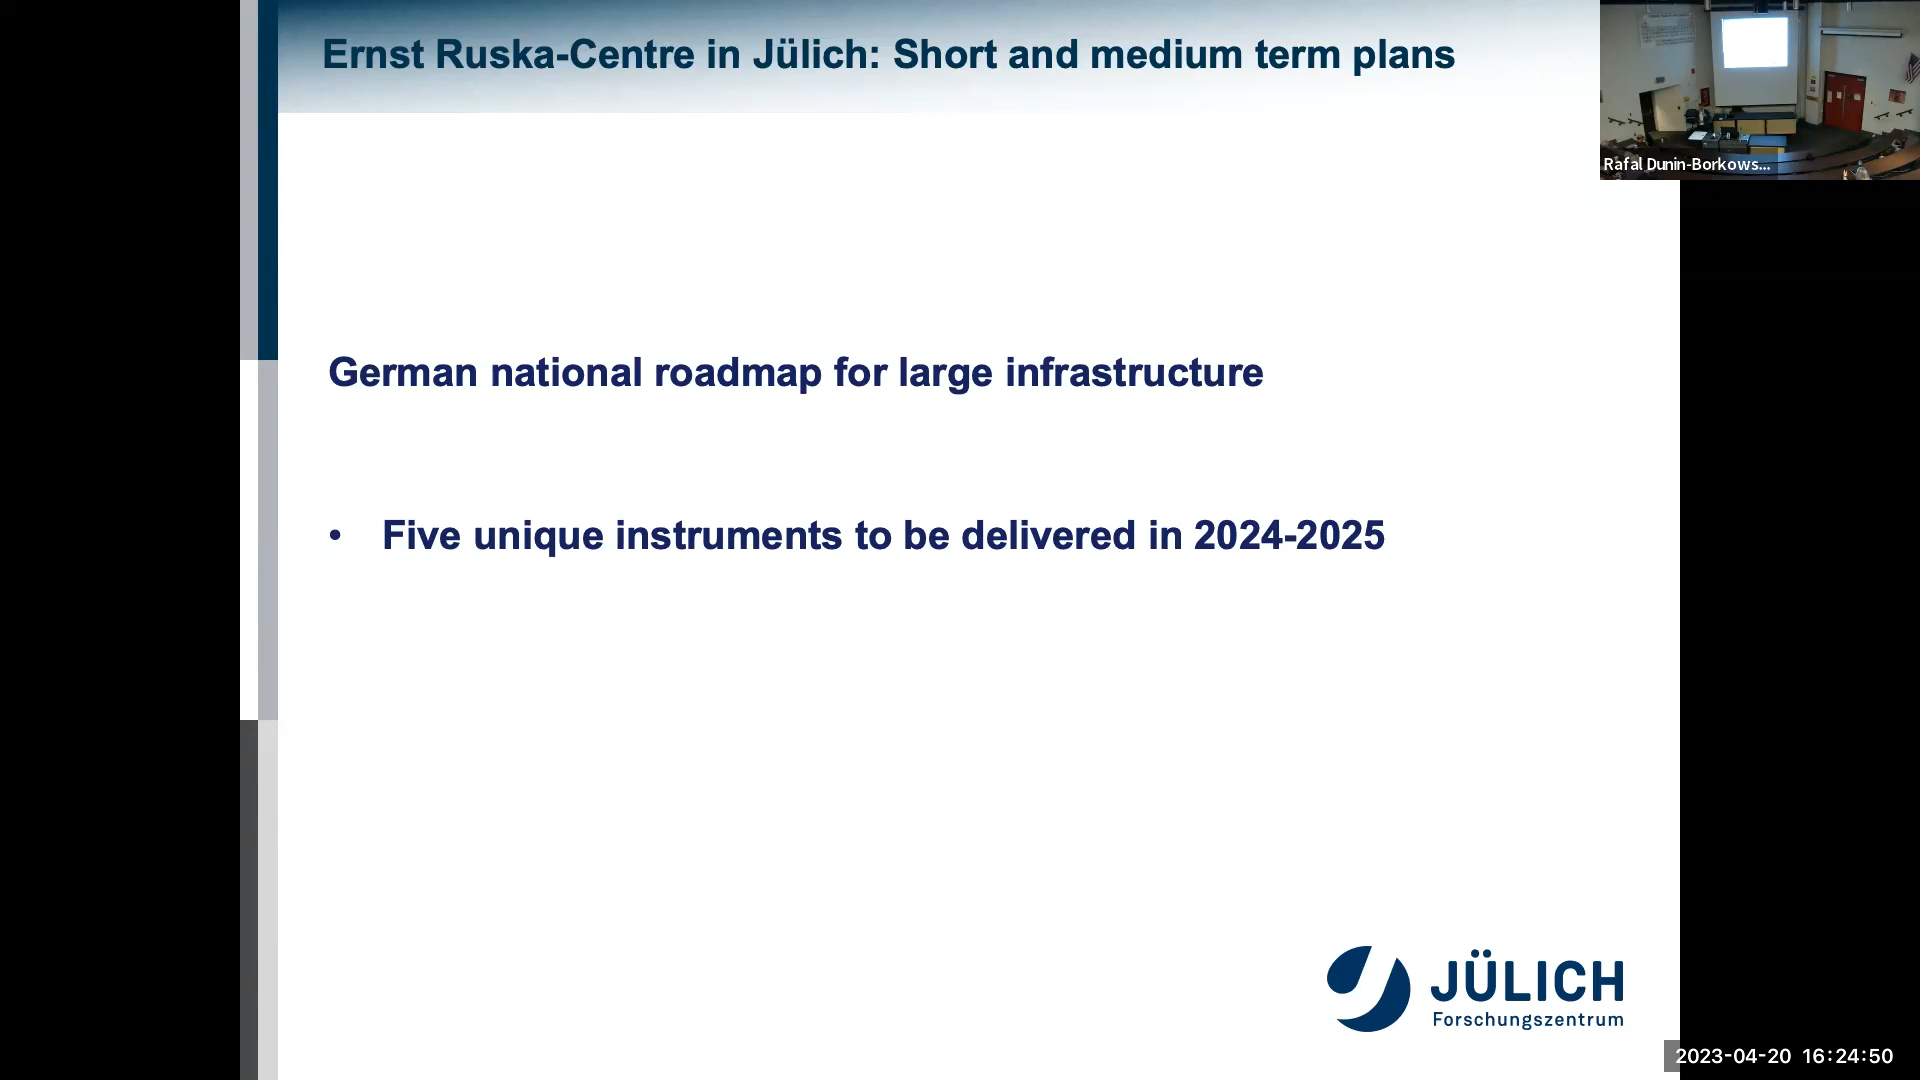 Ernst Ruska-Centre in Jülich: Short and medium term plans
Rafal Dunin-Borkows...
German national roadmap for large infrastructure
• Five unique instruments to be delivered in 2024-2025
JÜLICH
Forschungszentrum
2023-04-20 16:24:50